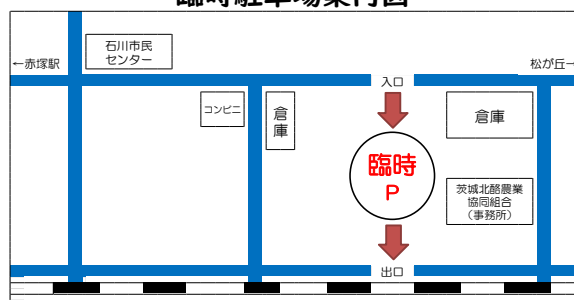 臨時駐車場案内図
石川市民
センター
←赤塚駅
松が丘→
入口
コンビニ
倉庫
倉庫
臨時
P
茨城北酪農業
協同組合
（事務所）
出口